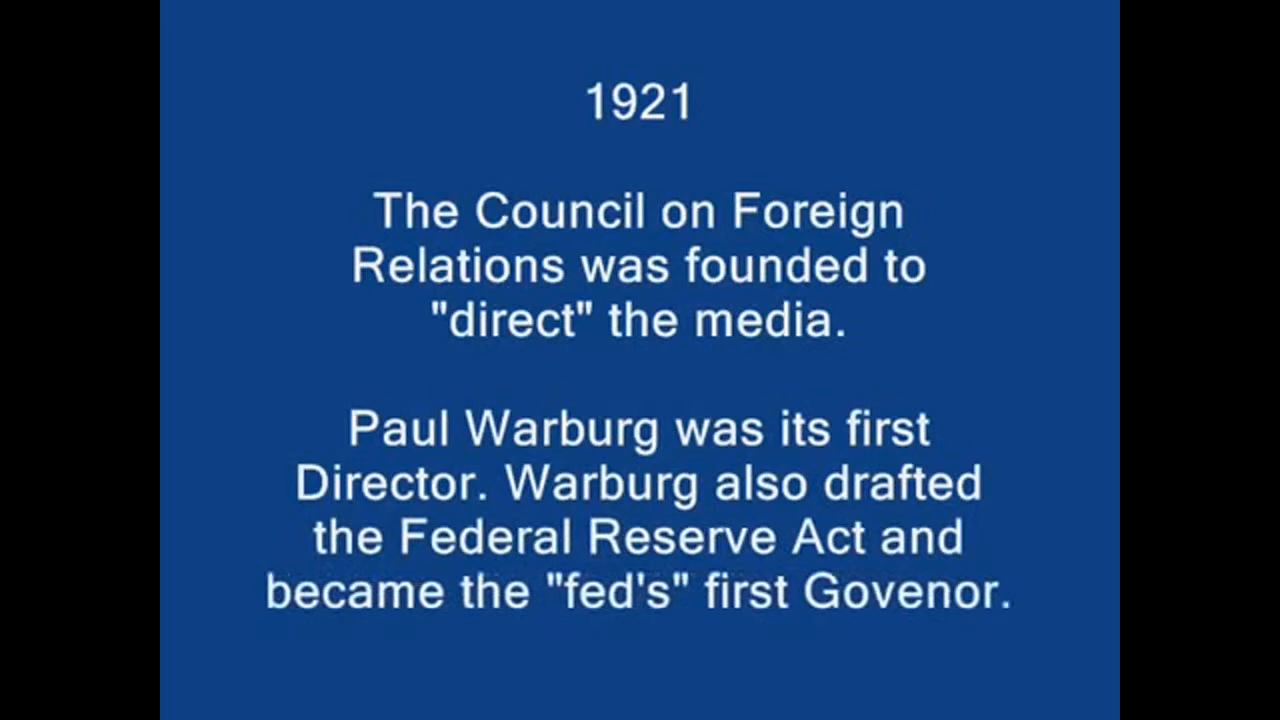 1921
The Council on Foreign
Relations was founded to
"direct" the media.
Paul Warburg was its first
Director. Warburg also drafted
the Federal Reserve Act and
became the "fed's" first Govenor.